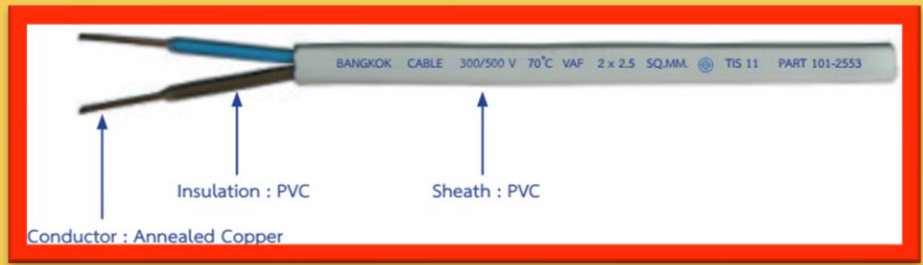 BANGKOK CABLE 300/500 V 70°C VAF 2 x 2.5 SQ.MM. TIS 11 PART 101-2553
Insulation : PVC
Sheath : PVC
Conductor : Annealed Copper